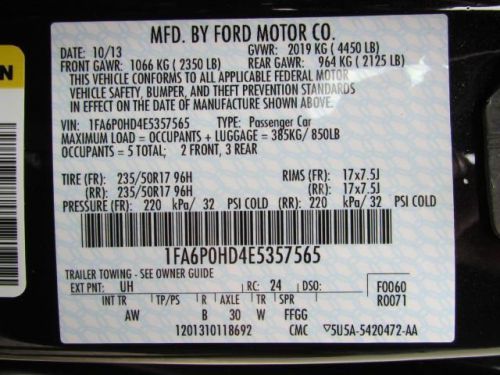 MFD. BY FORD MOTOR CO.
DATE: 10/13 GVWR: 2019 KG ( 4450 LB)
FRONT GAWR: 1066 KG ( 2350 LB) REAR GAWR: 964 KG ( 2125 LB)
THIS VEHICLE CONFORMS TO ALL APPLICABLE FEDERAL MOTOR
VEHICLE SAFETY, BUMPER, AND THEFT PREVENTION STANDARDS
IN EFFECT ON THE DATE OF MANUFACTURE SHOWN ABOVE.
VIN: 1FA6P0HD4E5357565 TYPE: Passenger Car
MAXIMUM LOAD = OCCUPANTS + LUGGAGE = 385KG/ 850LB
OCCUPANTS = 5 TOTAL: 2 FRONT, 3 REAR
TIRE (FR): 235/50R17 96H RIMS (FR): 17x7.5J
(RR): 235/50R17 96H (RR): 17x7.5J
PRESSURE (FR): 220 kPa/ 32 PSI COLD (RR): 220 kPa/ 32 PSI COLD
1FA6P0HD4E5357565
TRAILER TOWING - SEE OWNER GUIDE
EXT PNT: UH RC: 24 DSO: F0060
R0071
INT TR TP/PS R AXLE TR SPR
AW B 30 W FFGG
1201310118692 CMC 5U5A-5420472-AA